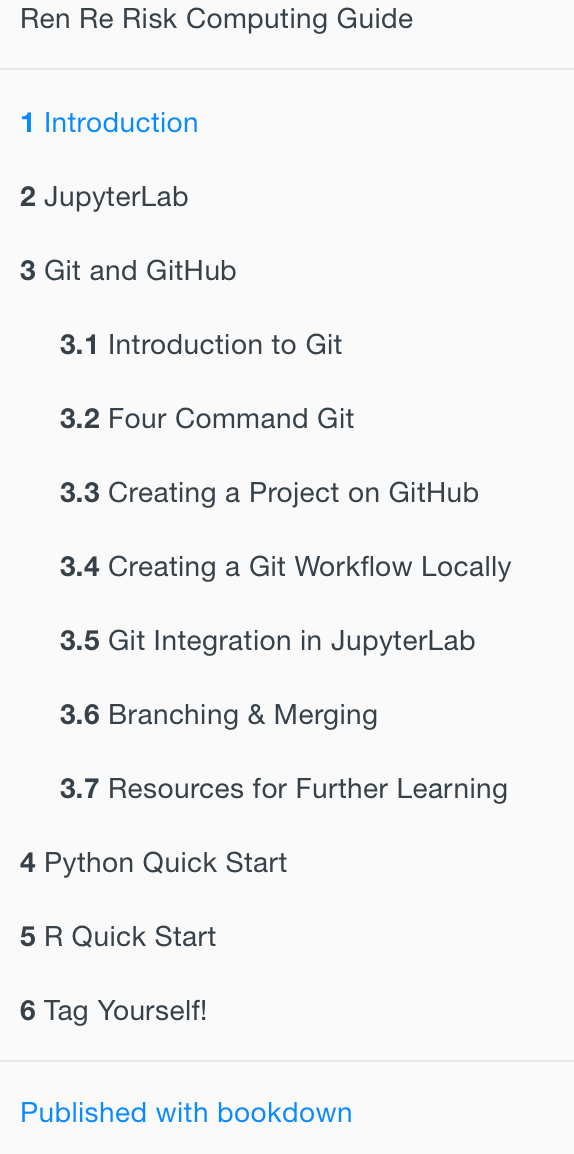 Ren Re Risk Computing Guide
1 Introduction
2 JupyterLab
3 Git and GitHub
3.1 Introduction to Git
3.2 Four Command Git
3.3 Creating a Project on GitHub
3.4 Creating a Git Workflow Locally
3.5 Git Integration in JupyterLab
3.6 Branching & Merging
3.7 Resources for Further Learning
4 Python Quick Start
5 R Quick Start
6 Tag Yourself!
Published with bookdown